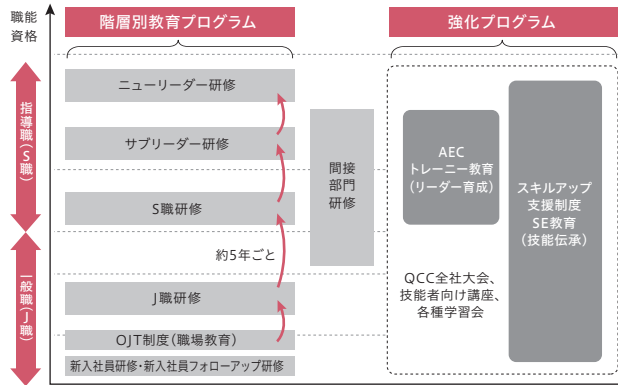 職能
資格
階層別教育プログラム
強化プログラム
指導職(S職)
一般職(J職)
ニューリーダー研修
サブリーダー研修
S職研修
約5年ごと
J職研修
OJT制度(職場教育)
新入社員研修・新入社員フォローアップ研修
間接
部門
研修
AEC
トレーニー教育
(リーダー育成)
スキルアップ
支援制度
SE教育
(技能伝承)
QCC全社大会、
技能者向け講座、
各種学習会